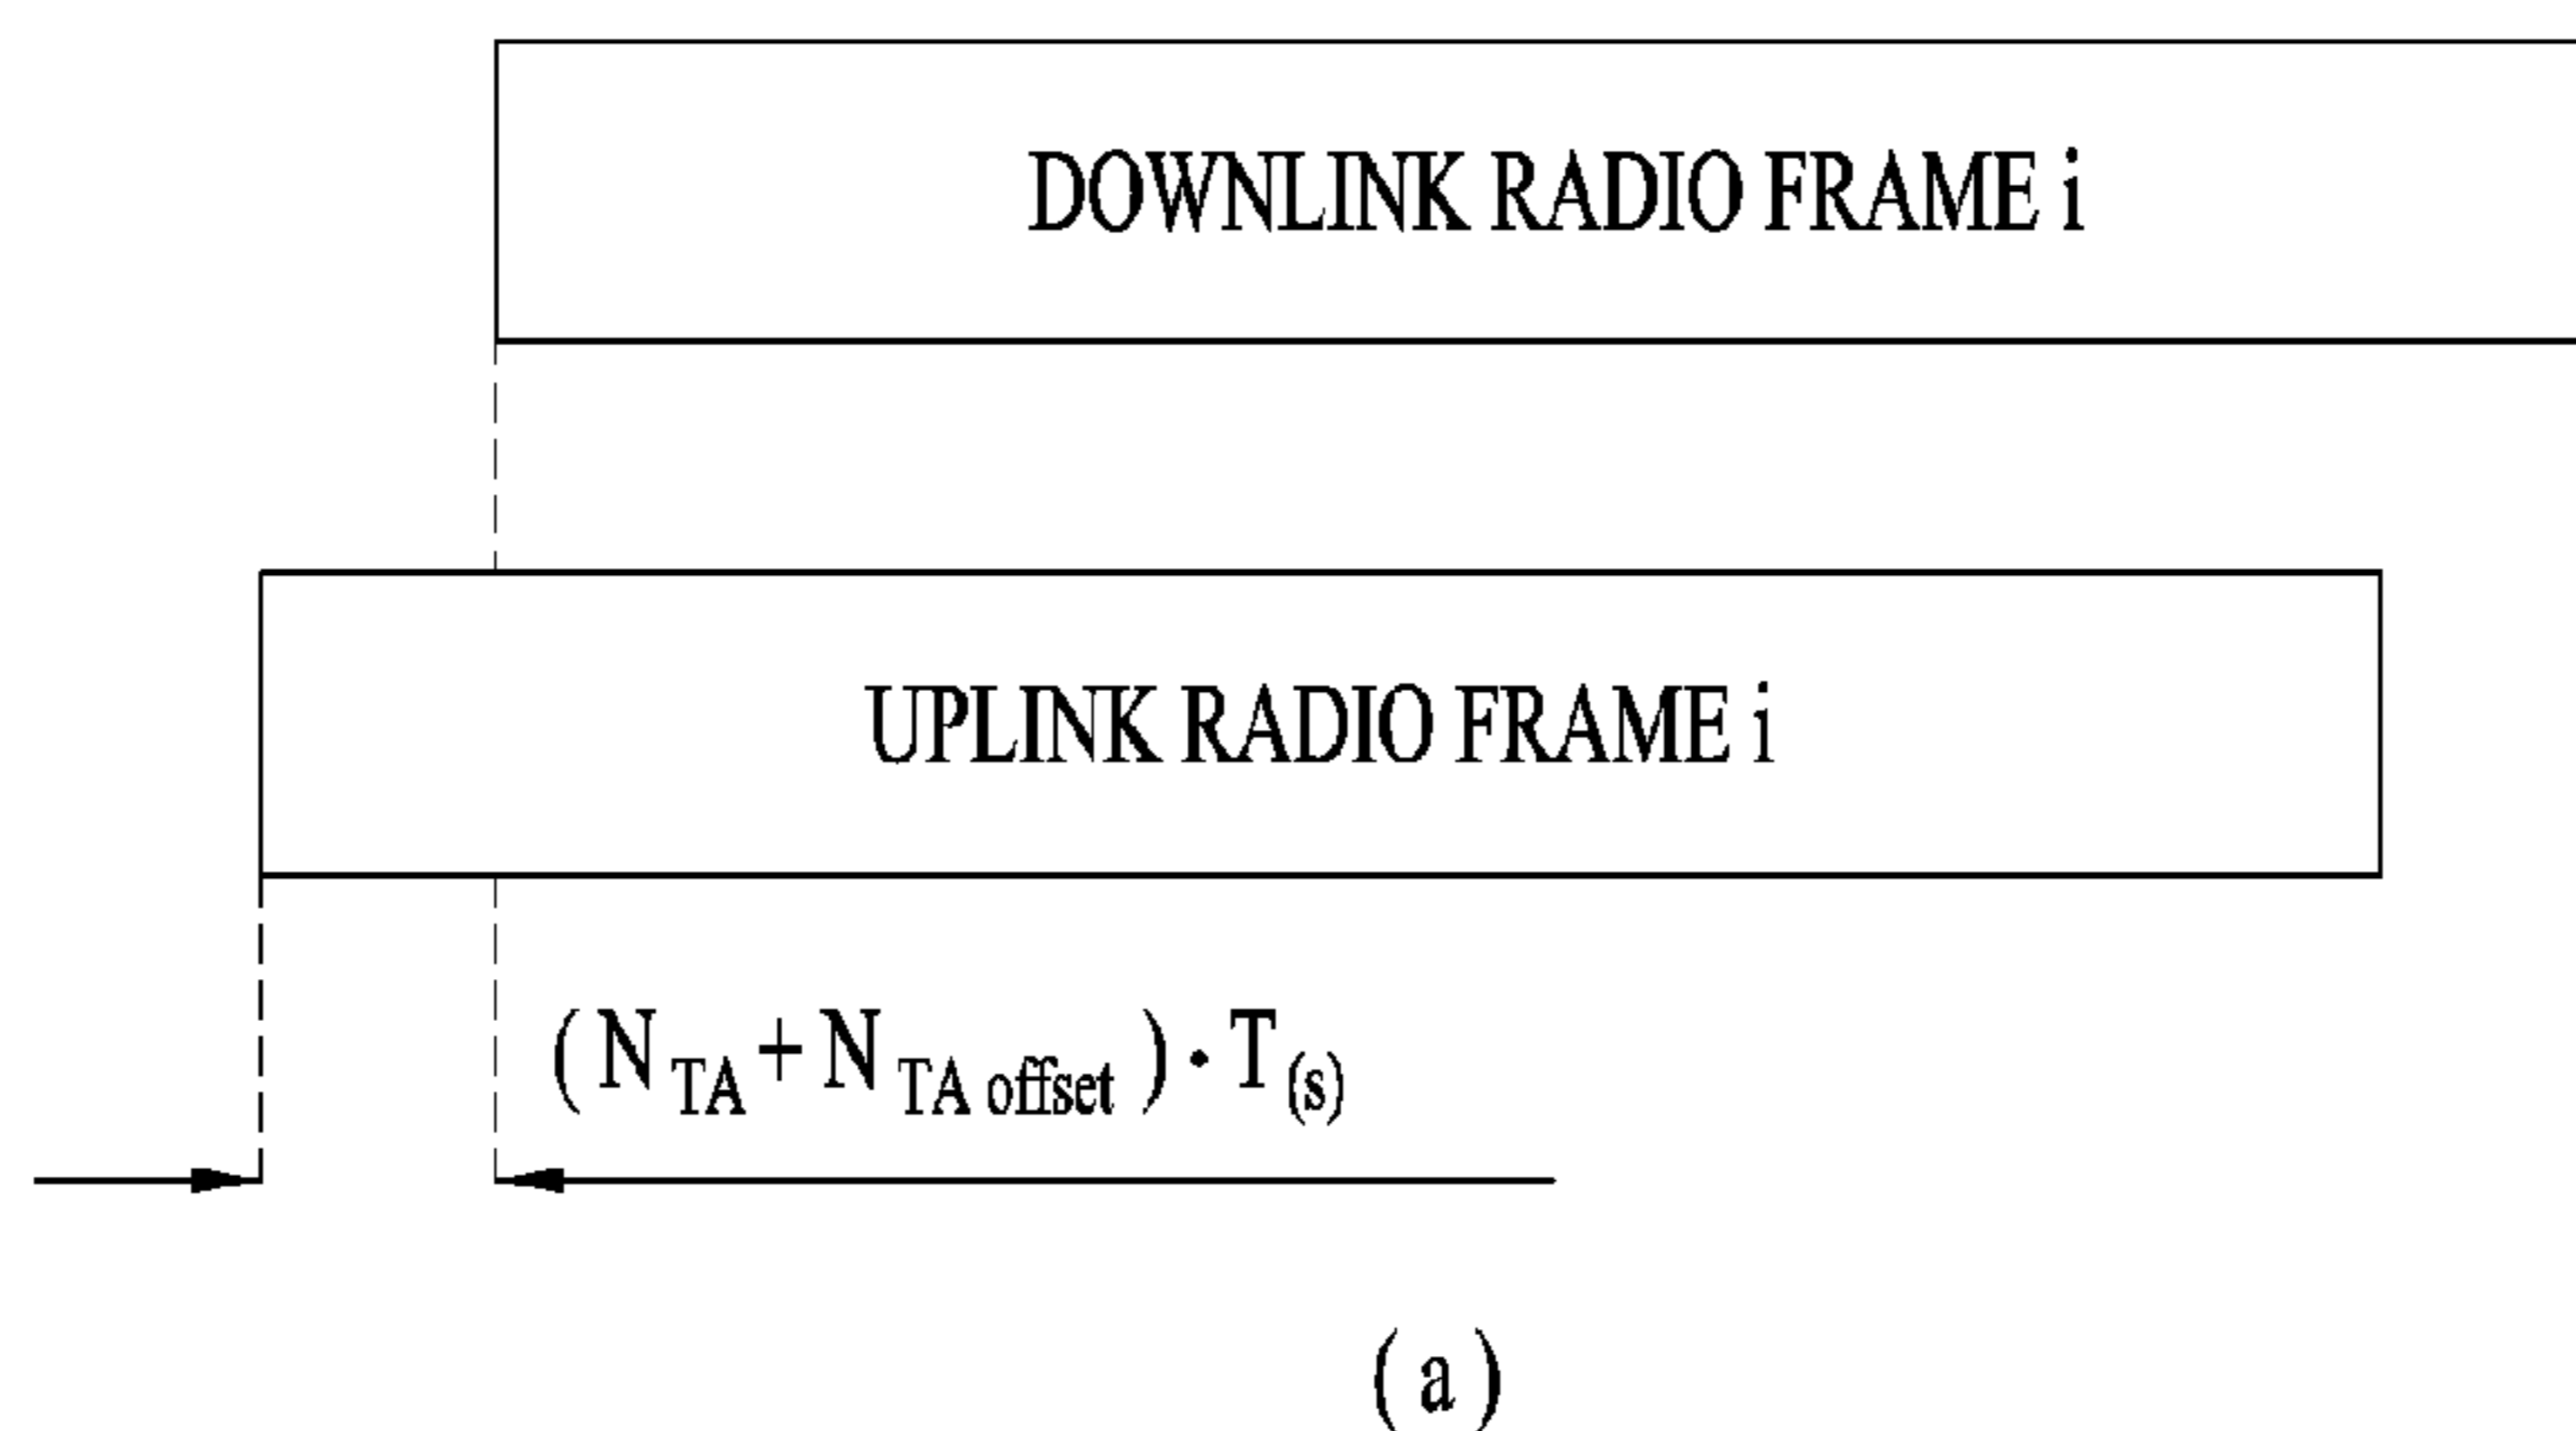 DOWNLINK RADIO FRAME i
UPLINK RADIO FRAME i
(N TA + N TA offset) · T (s)
(a)